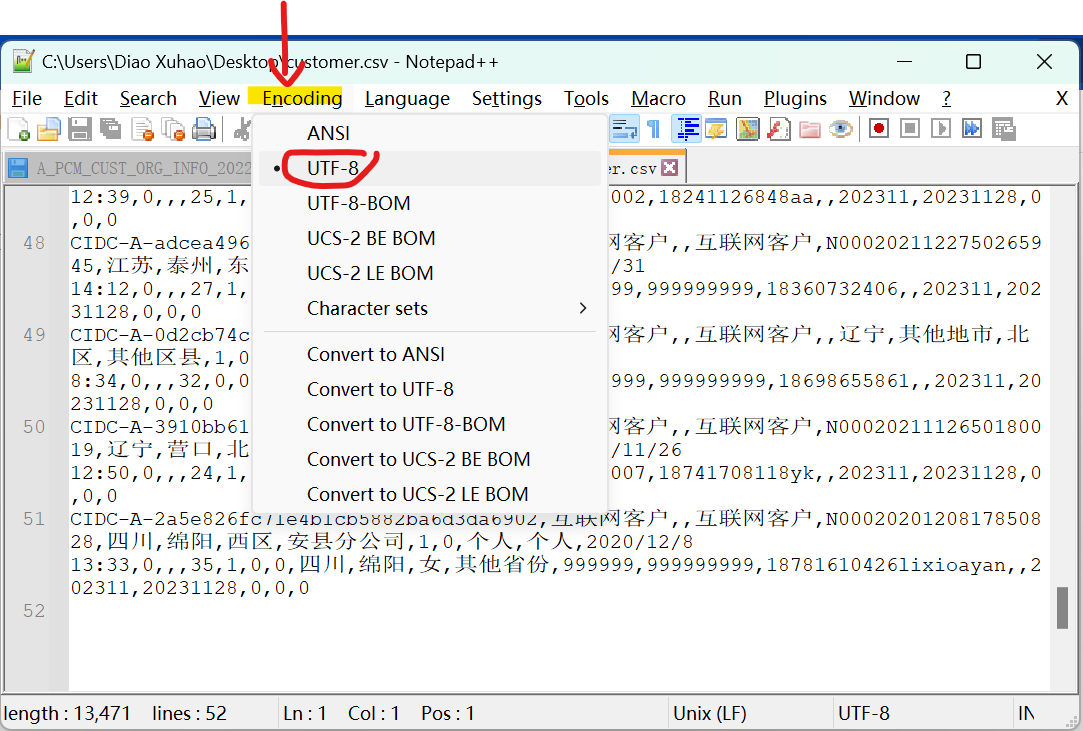 C:\Users\Diao Xuhao\Desktop\customer.csv - Notepad++
File Edit Search View Encoding Language Settings Tools Macro Run Plugins Window ? X
A_PCM_CUST_ORG_INFO_2022 er.csv
ANSI
UTF-8
UTF-8-BOM
UCS-2 BE BOM
UCS-2 LE BOM
Character sets
Convert to ANSI
Convert to UTF-8
Convert to UTF-8-BOM
Convert to UCS-2 BE BOM
Convert to UCS-2 LE BOM
12:39,0,,,25,1, 002,18241126848aa,,202311,20231128,0
,0,0
48 CIDC-A-adcea496 网客户,,互联网客户,N00020211227502659
45,江苏,泰州,东 /31
14:12,0,,,27,1, 99,999999999,18360732406,,202311,202
31128,0,0,0
49 CIDC-A-0d2cb74c 网客户,,互联网客户,,辽宁,其他地市,北
区,其他区县,1,0
8:34,0,,,32,0,0 999,999999999,18698655861,,202311,20
231128,0,0,0
50 CIDC-A-3910bb61 网客户,,互联网客户,N00020211126501800
19,辽宁,营口,北 /11/26
12:50,0,,,24,1, 007,18741708118yk,,202311,20231128,0
,0,0
51 CIDC-A-2a5e826fc71e4b1cb5882ba6d3da6902,互联网客户,,互联网客户,N00020201208178508
28,四川,绵阳,西区,安县分公司,1,0,个人,个人,2020/12/8
13:33,0,,,35,1,0,0,四川,绵阳,女,其他省份,999999,999999999,18781610426lixioayan,,2
02311,20231128,0,0,0
52
length : 13,471 lines : 52 Ln : 1 Col : 1 Pos : 1 Unix (LF) UTF-8 IN